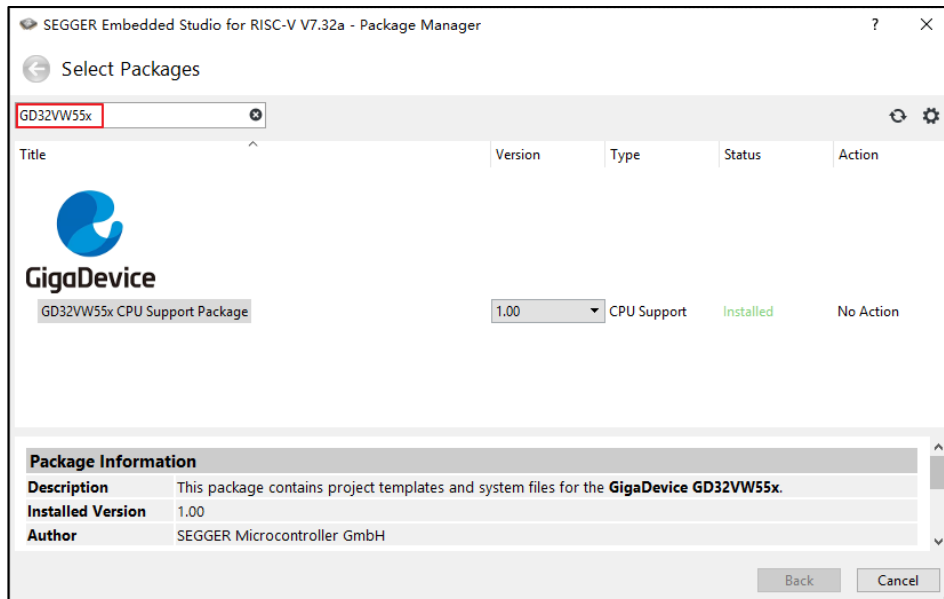 SEGGER Embedded Studio for RISC-V V7.32a - Package Manager ?
Select Packages
GD32VW55x
Title Version Type Status Action
GigaDevice
GD32VW55x CPU Support Package 1.00 CPU Support Installed No Action
Package Information
Description This package contains project templates and system files for the GigaDevice GD32VW55x.
Installed Version 1.00
Author SEGGER Microcontroller GmbH
Back Cancel